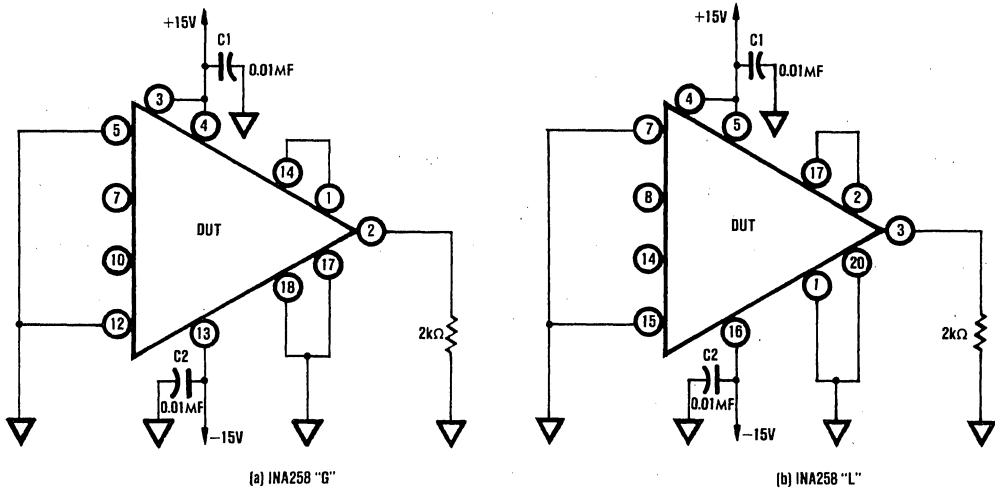 +15V
C1
0.01MF
3
4
5
14
1
7
DUT
2
10
17
18
12
13
2kΩ
C2
0.01MF
−15V
(a) INA258 "G"
+15V
C1
0.01MF
4
5
7
17
2
8
DUT
3
14
20
1
15
16
2kΩ
C2
0.01MF
−15V
(b) INA258 "L"